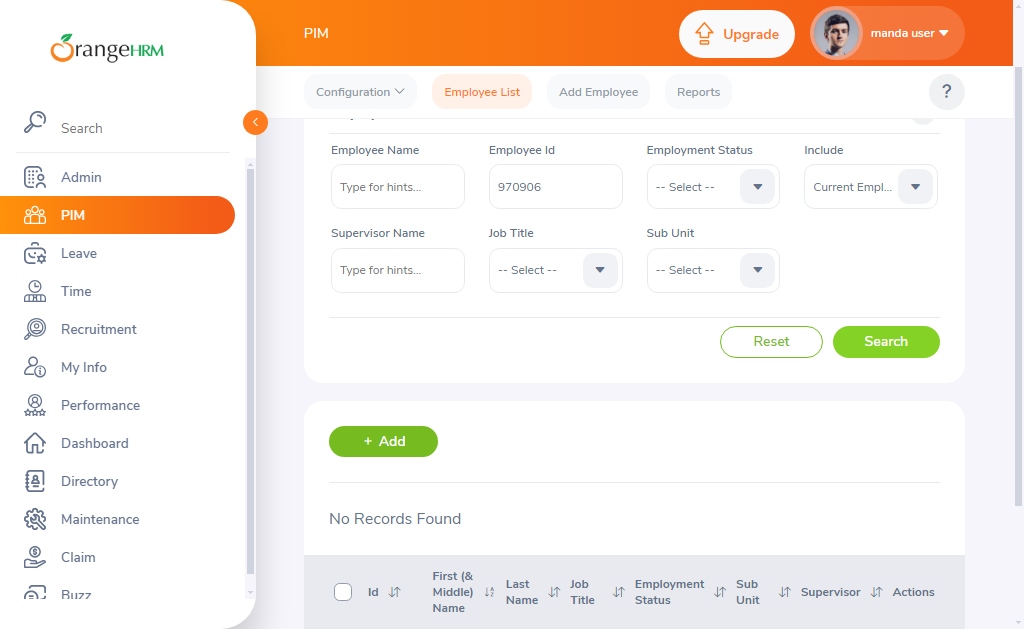 OrangeHRM
PIM
Upgrade
manda user
Configuration
Employee List
Add Employee
Reports
?
Search
Admin
PIM
Leave
Time
Recruitment
My Info
Performance
Dashboard
Directory
Maintenance
Claim
Buzz
Employee Name
Employee Id
Employment Status
Include
Type for hints...
970906
-- Select --
Current Empl...
Supervisor Name
Job Title
Sub Unit
Type for hints...
-- Select --
-- Select --
Reset
Search
+ Add
No Records Found
Id
First (& Middle) Name
Last Name
Job Title
Employment Status
Sub Unit
Supervisor
Actions